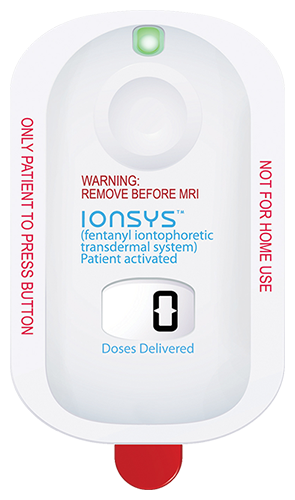 WARNING:
REMOVE BEFORE MRI
IONSYS™
(fentanyl iontophoretic
transdermal system)
Patient activated
0
Doses Delivered
ONLY PATIENT TO PRESS BUTTON
NOT FOR HOME USE